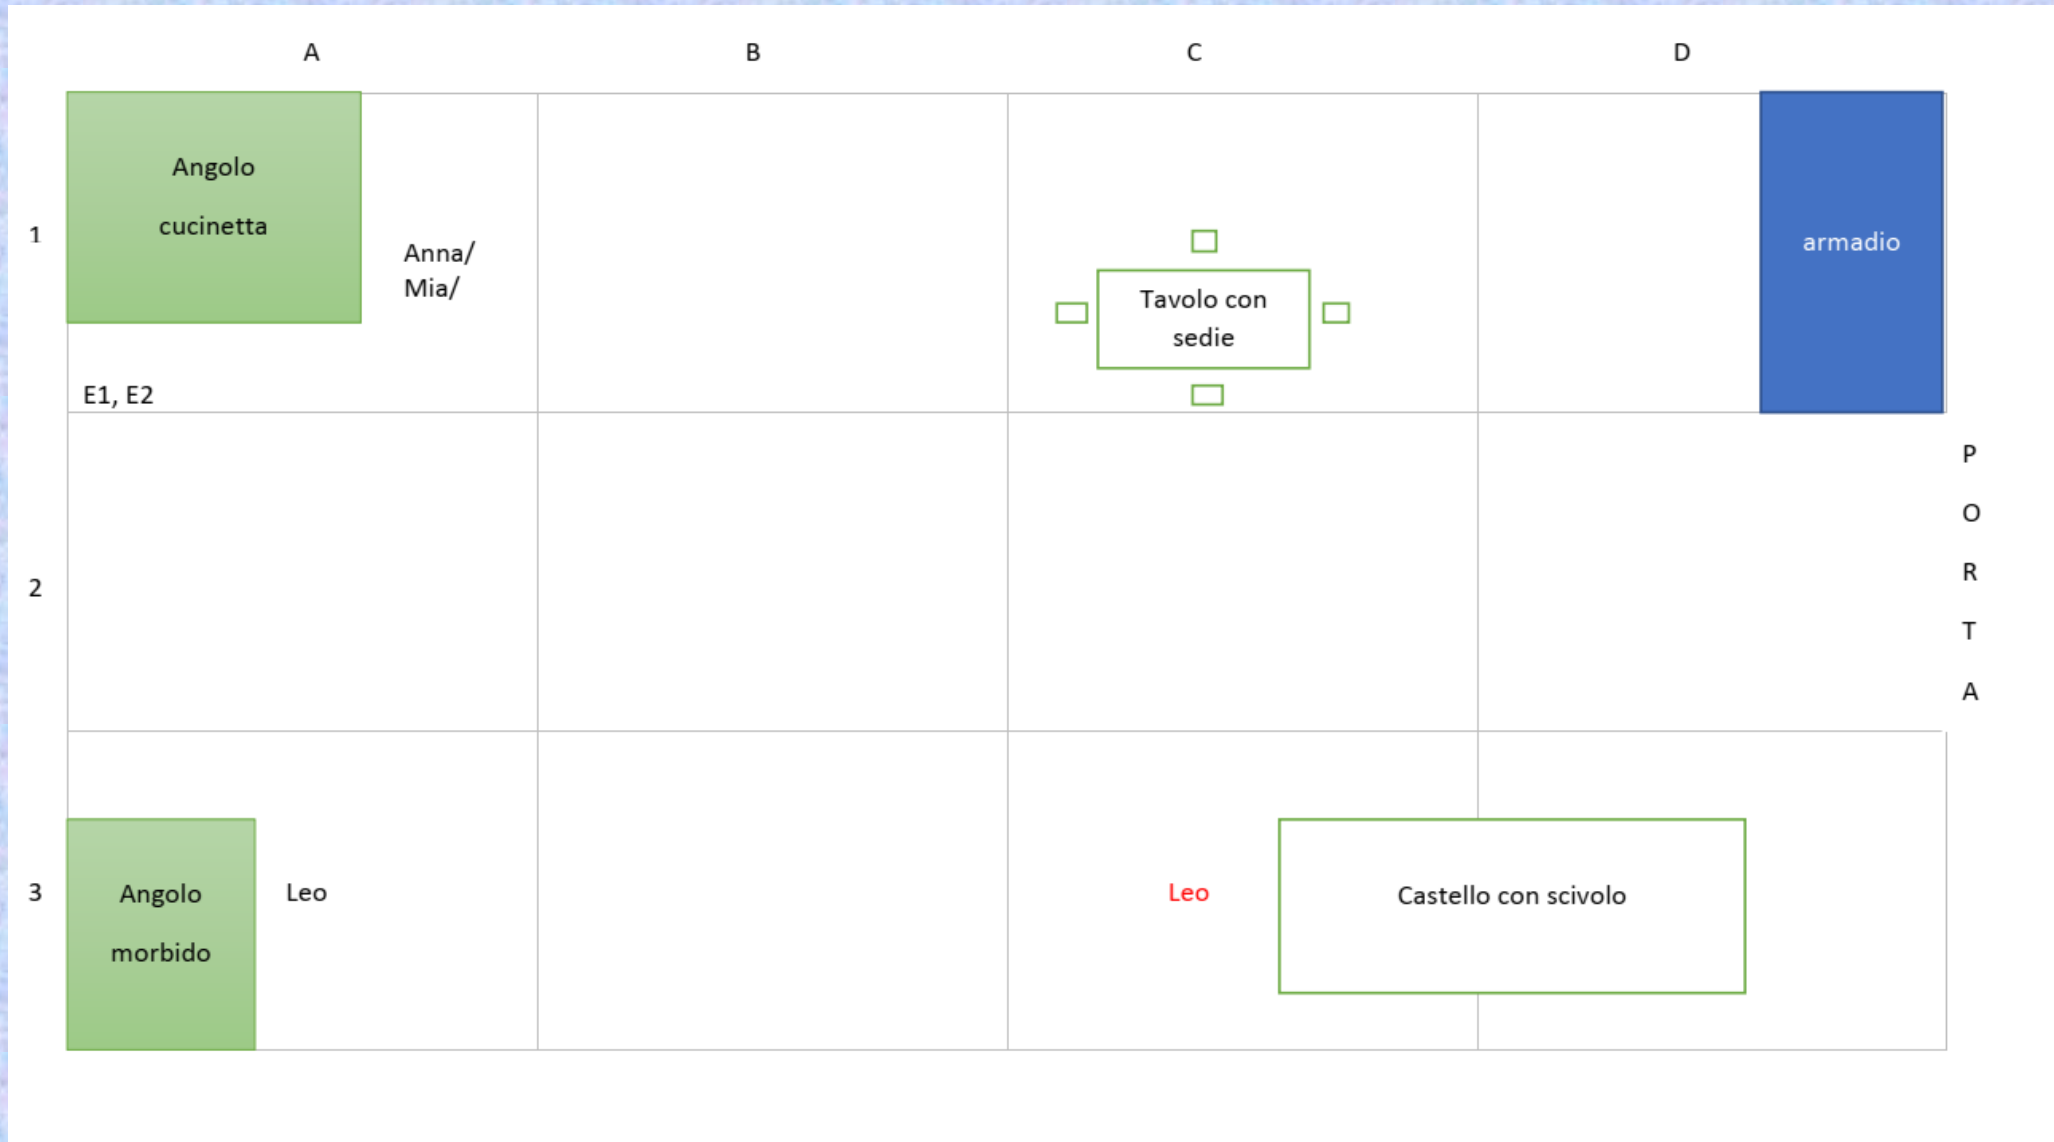 A B C D
Angolo
cucinetta
1
Anna/
Mia/
Tavolo con
sedie
armadio
E1, E2
2
P
O
R
T
A
3
Angolo
morbido
Leo
Leo
Castello con scivolo